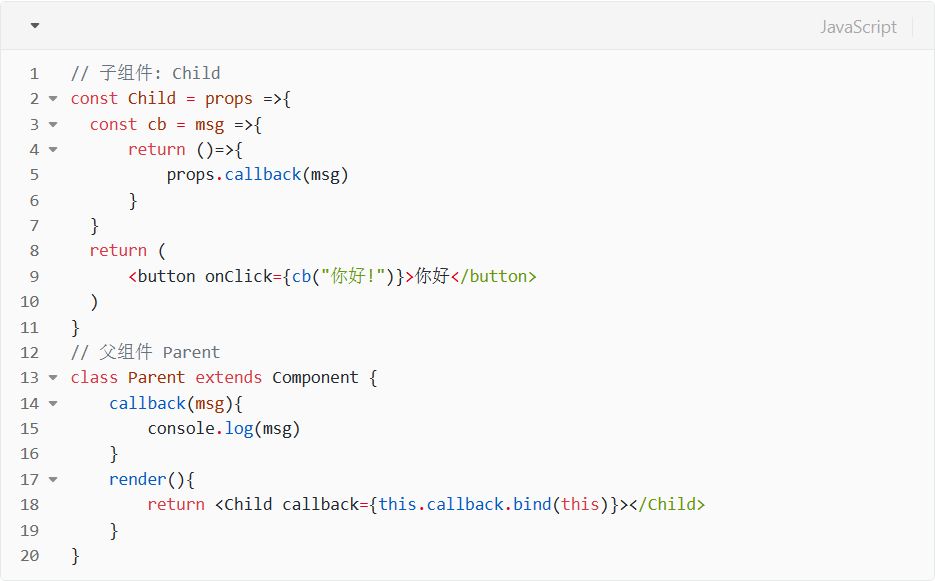 JavaScript
1 // 子组件: Child
2 const Child = props =>{
3   const cb = msg =>{
4       return ()=>{
5           props.callback(msg)
6       }
7   }
8   return (
9       <button onClick={cb("你好!")}>你好</button>
10   )
11 }
12 // 父组件 Parent
13 class Parent extends Component {
14     callback(msg){
15         console.log(msg)
16     }
17     render(){
18         return <Child callback={this.callback.bind(this)}></Child>
19     }
20 }